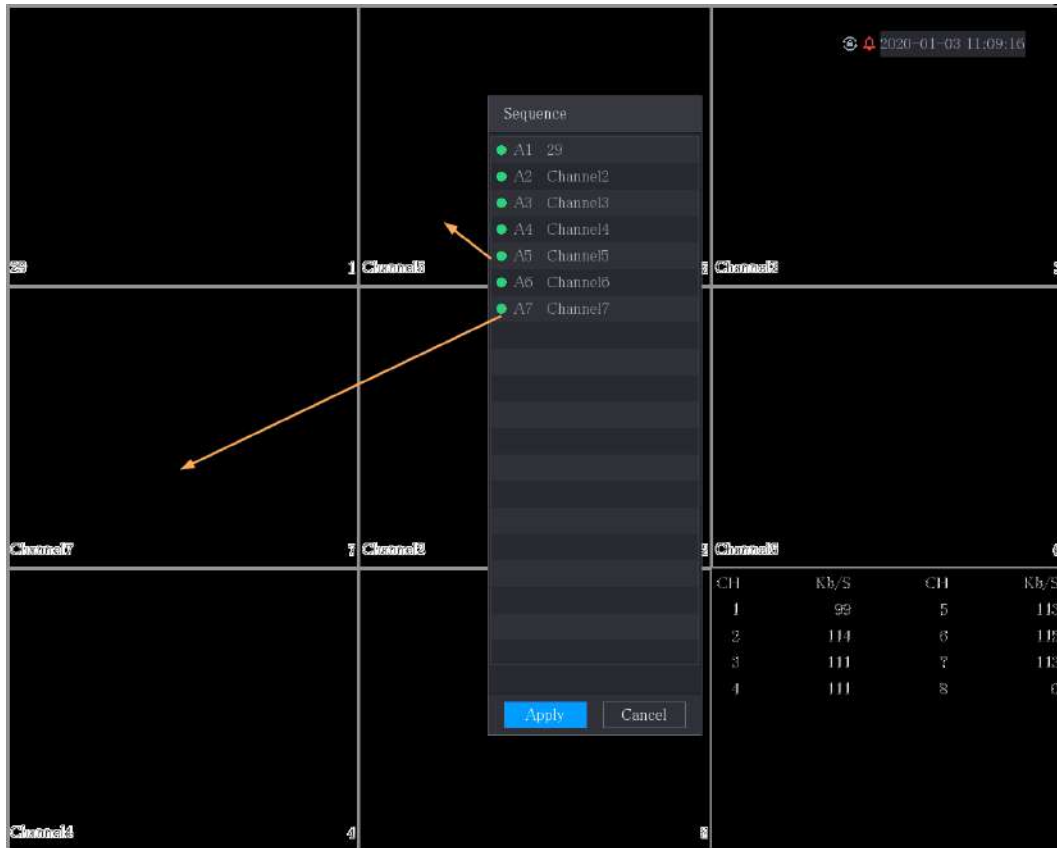 2020-01-03 11:09:16
Sequence
A1 29
A2 Channel2
A3 Channel3
A4 Channel4
A5 Channel5
A6 Channel6
A7 Channel7
29 1
Channel7
4
CH Kb/S CH Kb/S
1 99 5
2 114 6
3 111 7
4 111 8
Apply Cancel
Channel4 4